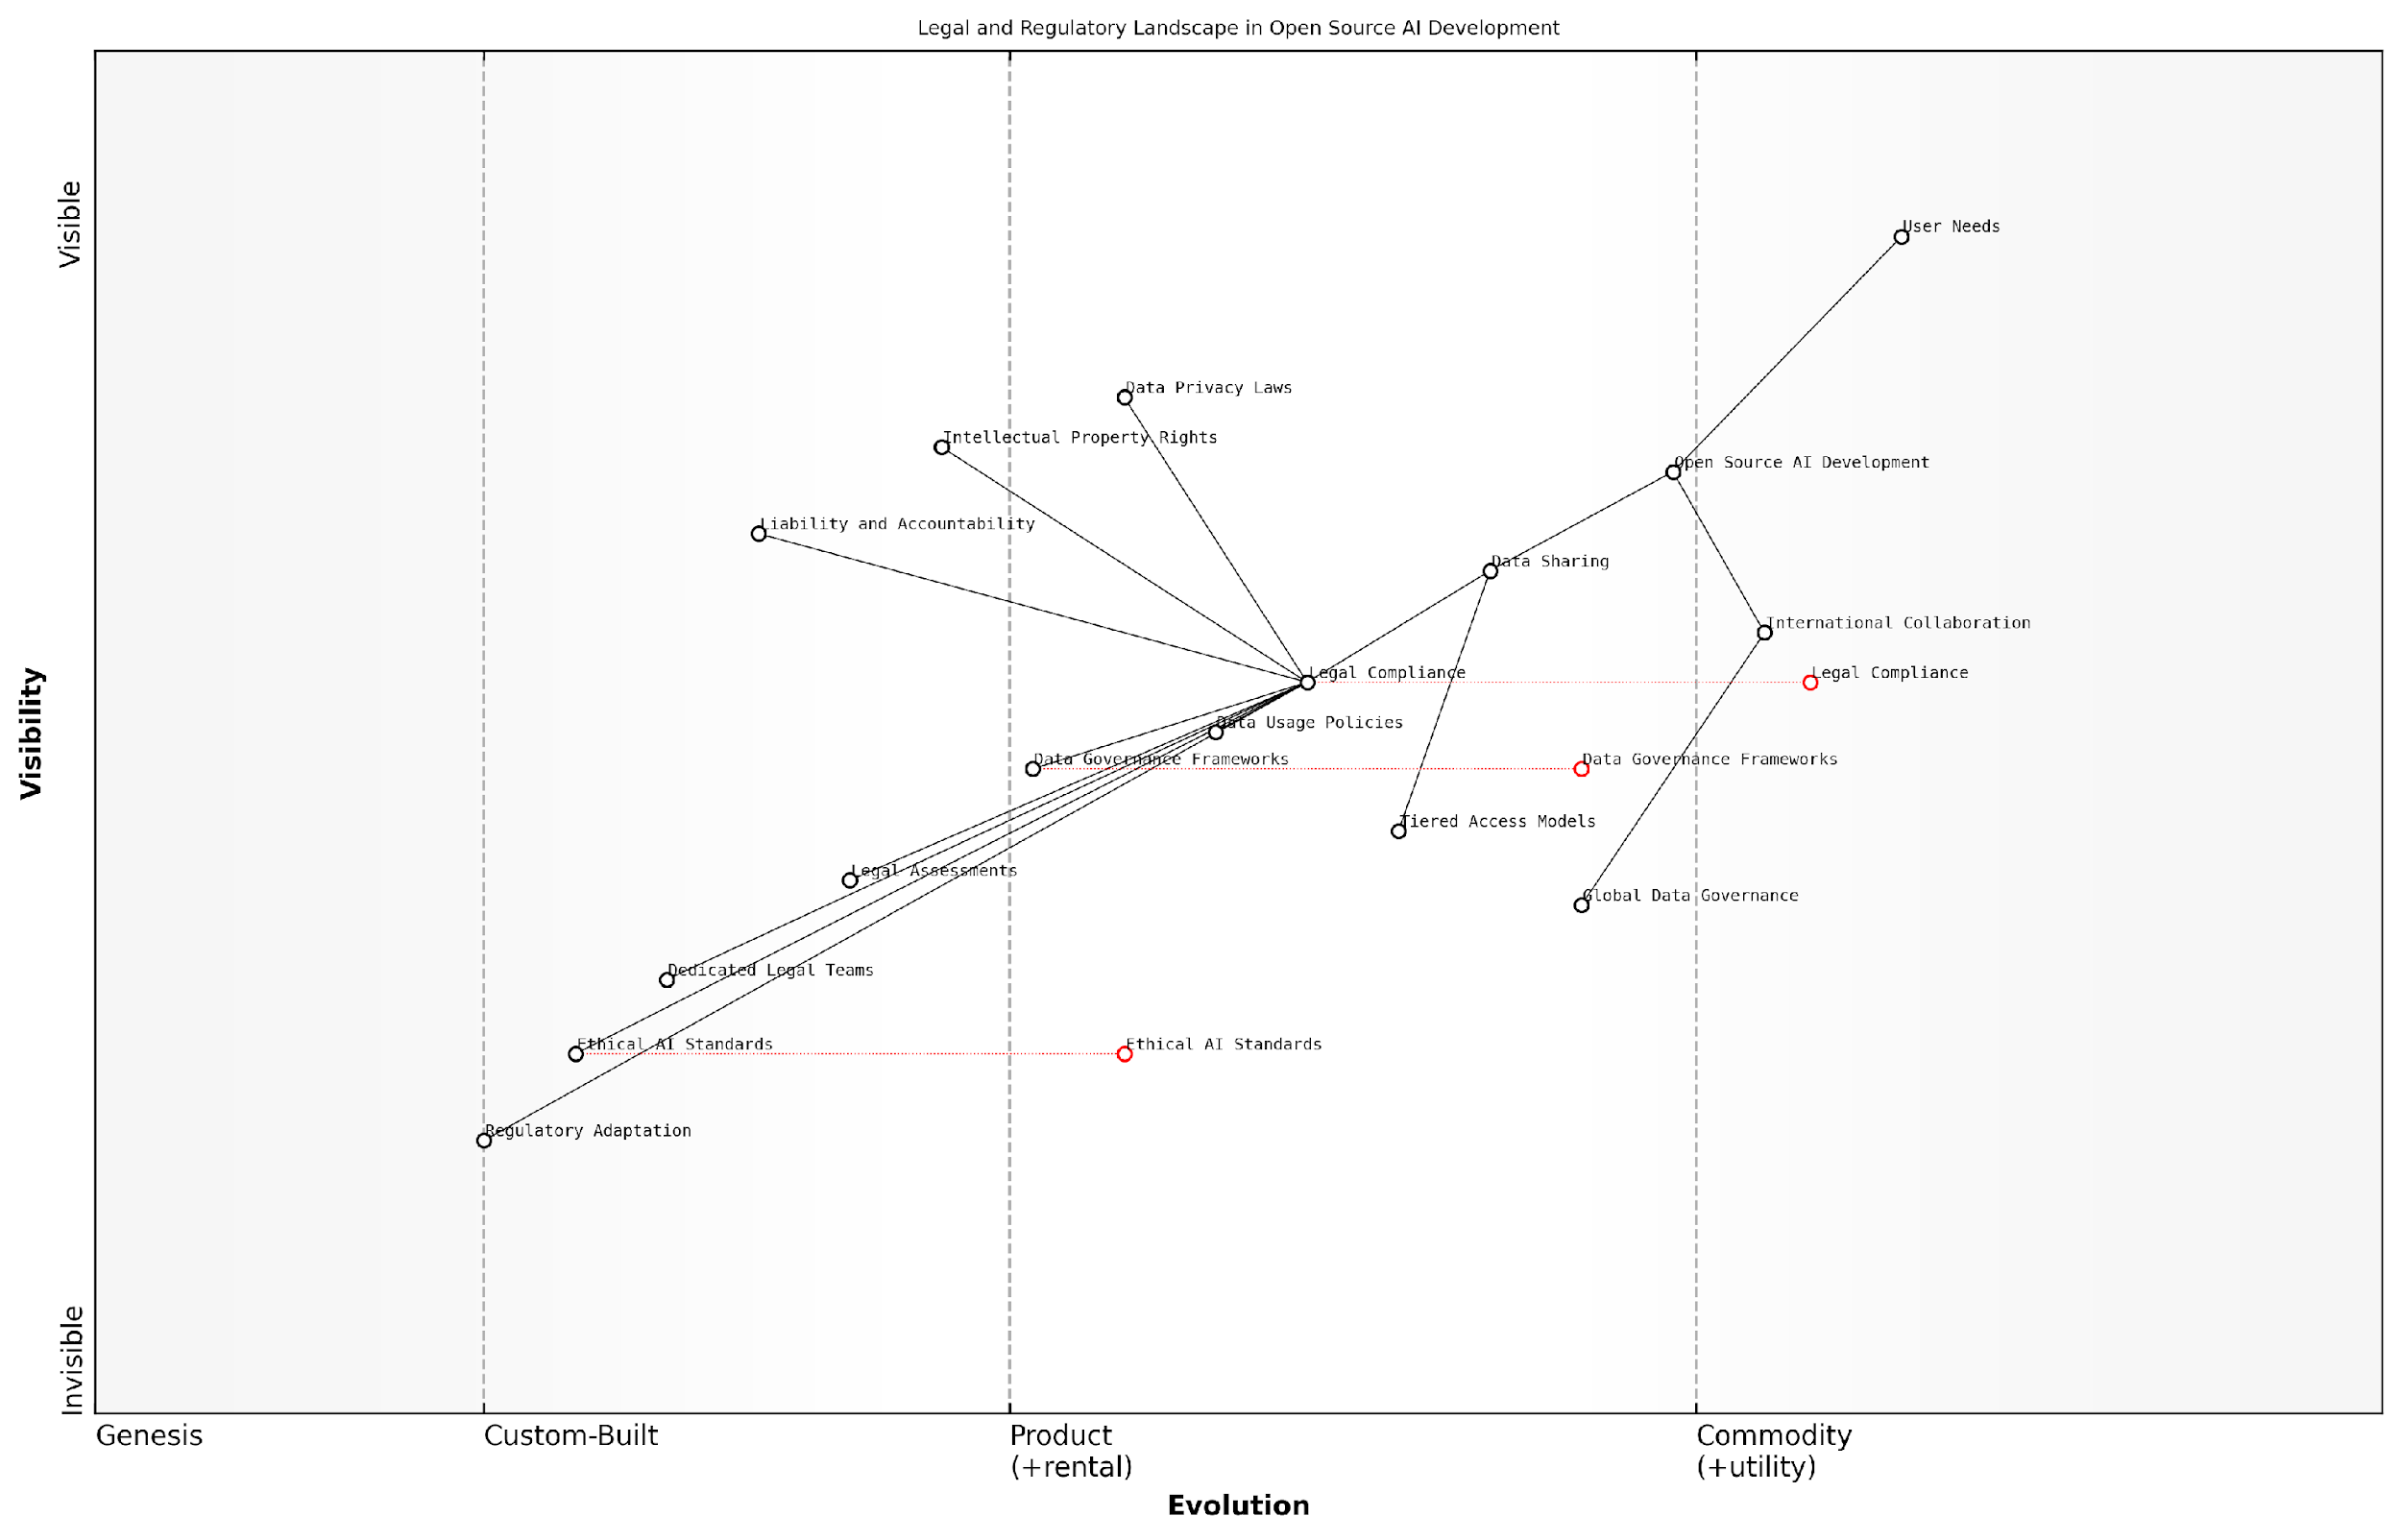 Legal and Regulatory Landscape in Open Source AI Development
Visible
User Needs
Data Privacy Laws
Intellectual Property Rights
Open Source AI Development
Liability and Accountability
Data Sharing
International Collaboration
Legal Compliance
Legal Compliance
Data Usage Policies
Data Governance Frameworks
Data Governance Frameworks
Tiered Access Models
Legal Assessments
Global Data Governance
Dedicated Legal Teams
Ethical AI Standards
Ethical AI Standards
Regulatory Adaptation
Visibility
Invisible
Genesis
Custom-Built
Product
(+rental)
Commodity
(+utility)
Evolution